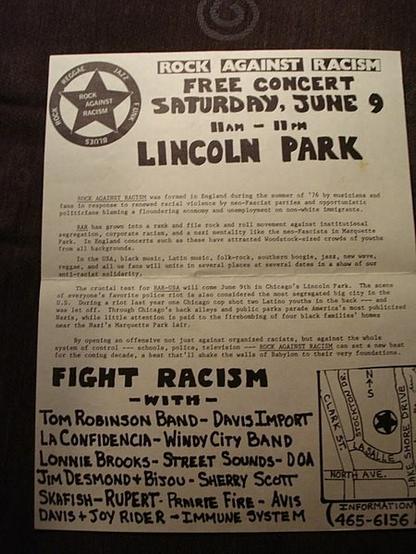 REGGAE JAZZ FUNK BLUES ROCK
ROCK
AGAINST
RACISM
ROCK AGAINST RACISM
FREE CONCERT
SATURDAY, JUNE 9
11AM - 11PM
LINCOLN PARK
ROCK AGAINST RACISM was formed in England during the summer of '76 by musicians and
fans in response to renewed racial violence by neo-Fascist parties and opportunistic
politicians blaming a floundering economy and unemployment on non-white immigrants.
RAR has grown into a rank and file rock and roll movement against institutional
segregation, corporate racism, and a nazi mentality like the neo-Fascists in Marquette
Park. In England concerts such as these have attracted Woodstock-sized crowds of youths
from all backgrounds.
In the USA, black music, Latin music, folk-rock, southern boogie, jazz, new wave,
reggae, and all us fans will unite in several places at several dates in a show of our
anti-racist solidarity.
The crucial test for RAR-USA will come June 9th in Chicago's Lincoln Park. The scene
of everyone's favorite police riot is also considered the most segregated big city in the
U.S. During a riot last year one Chicago cop shot two Latino youths in the back --- and
was let off. Through Chicago's back alleys and public parks parade America's most publicized
Nazis, while little attention is paid to the firebombing of four black families' homes
near the Nazi's Marquette Park lair.
By opening an offensive not just against organized racists, but against the whole
system of control --- schools, police, television --- ROCK AGAINST RACISM can set a new beat
for the coming decade, a beat that'll shake the walls of Babylon to their very foundations.
FIGHT RACISM
- WITH -
TOM ROBINSON BAND - DAVIS IMPORT
LA CONFIDENCIA - WINDY CITY BAND
LONNIE BROOKS - STREET SOUNDS - DOA
JIM DESMOND & BIJOU - SHERRY SCOTT
SKAFISH - RUPERT - PRAIRIE FIRE - AVIS
DAVIS & JOY RIDER - IMMUNE SYSTEM
N
S
CLARK ST.
STOCKTON DR.
LASALLE
LAKE SHORE DRIVE
NORTH AVE.
INFORMATION
465-6156